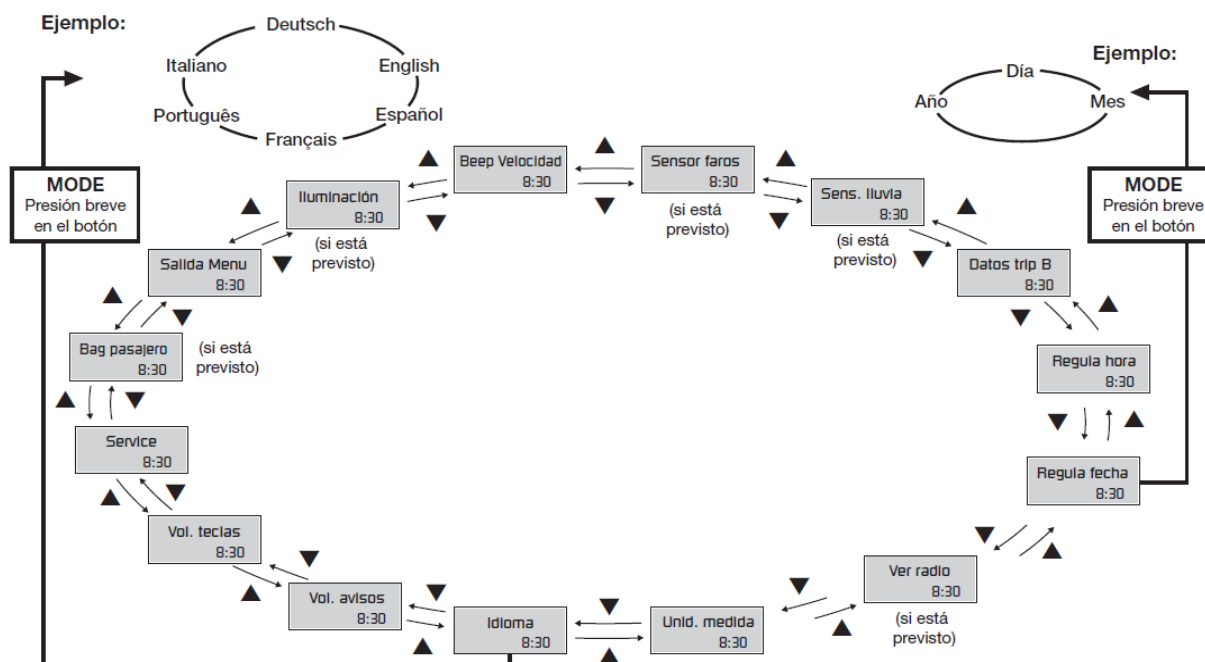 Ejemplo:
Deutsch
Italiano
English
Português
Español
Français
Ejemplo:
Día
Año
Mes
MODE
Presión breve
en el botón
MODE
Presión breve
en el botón
Beep Velocidad
8:30
Sensor faros
8:30
(si está
previsto)
Iluminación
8:30
(si está
previsto)
Sens. lluvia
8:30
(si está
previsto)
Salida Menu
8:30
Datos trip B
8:30
Bag pasajero
8:30
(si está
previsto)
Regula hora
8:30
Service
8:30
Regula fecha
8:30
Vol. teclas
8:30
Ver radio
8:30
(si está
previsto)
Vol. avisos
8:30
Idioma
8:30
Unid. medida
8:30